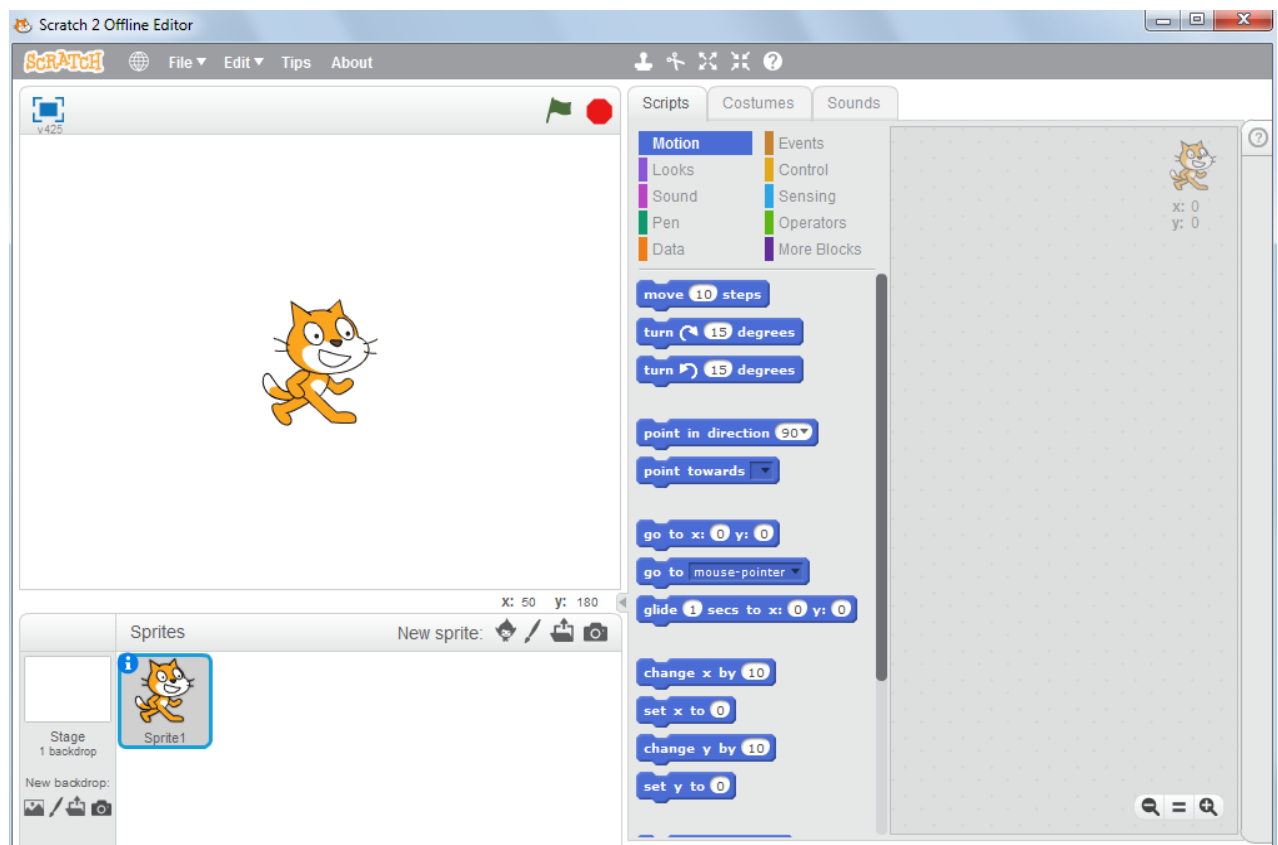 Scratch 2 Offline Editor
SCRATCH File Edit Tips About
v425
x: 50 y: 180
Sprites New sprite:
Sprite1
Stage
1 backdrop
New backdrop:
Scripts Costumes Sounds
Motion Events
Looks Control
Sound Sensing
Pen Operators
Data More Blocks
move 10 steps
turn 15 degrees
turn 15 degrees
point in direction 90
point towards
go to x: 0 y: 0
go to mouse-pointer
glide 1 secs to x: 0 y: 0
change x by 10
set x to 0
change y by 10
set y to 0
x: 0
y: 0